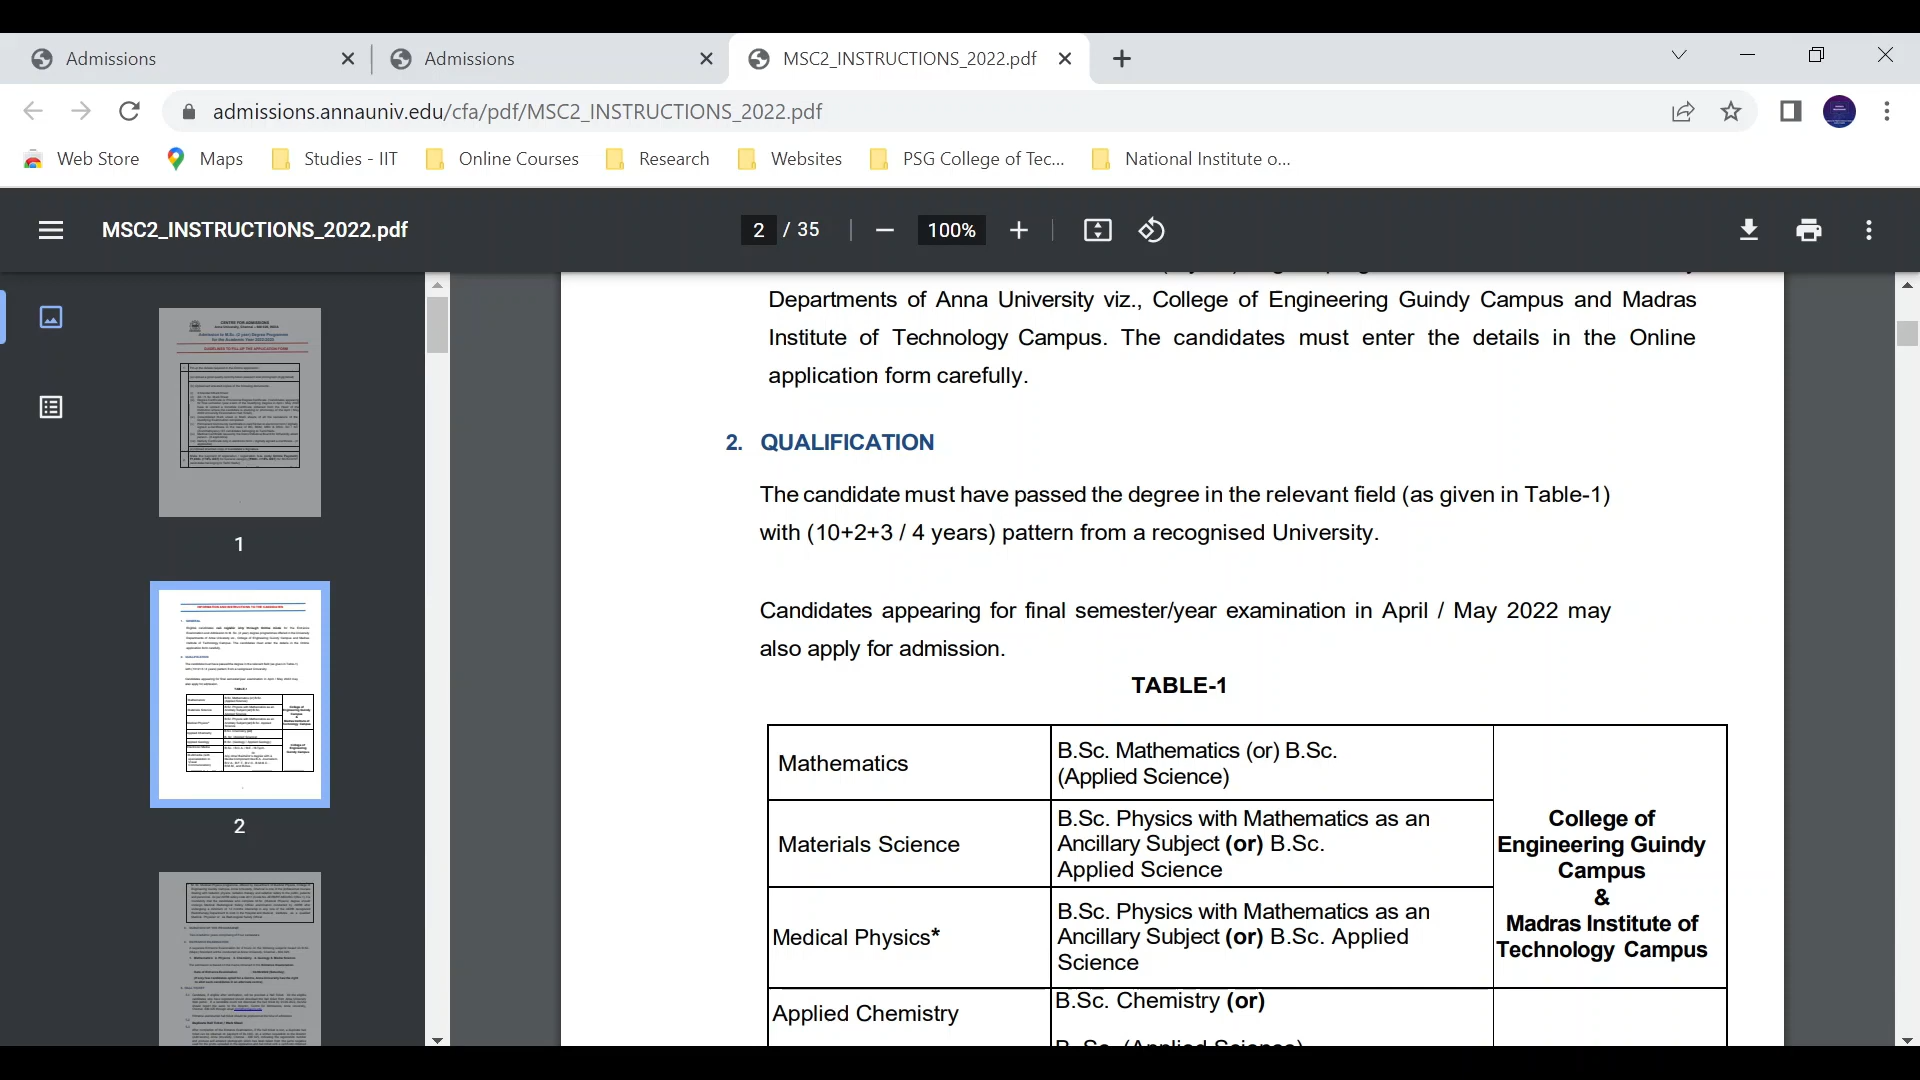 Admissions
Admissions
MSC2_INSTRUCTIONS_2022.pdf
admissions.annauniv.edu/cfa/pdf/MSC2_INSTRUCTIONS_2022.pdf
Web Store
Maps
Studies - IIT
Online Courses
Research
Websites
PSG College of Tec...
National Institute o...
MSC2_INSTRUCTIONS_2022.pdf
2 / 35
100%
1
2
Departments of Anna University viz., College of Engineering Guindy Campus and Madras
Institute of Technology Campus. The candidates must enter the details in the Online
application form carefully.
2. QUALIFICATION
The candidate must have passed the degree in the relevant field (as given in Table-1)
with (10+2+3 / 4 years) pattern from a recognised University.
Candidates appearing for final semester/year examination in April / May 2022 may
also apply for admission.
TABLE-1
Mathematics
B.Sc. Mathematics (or) B.Sc.
(Applied Science)
Materials Science
B.Sc. Physics with Mathematics as an
Ancillary Subject (or) B.Sc.
Applied Science
Medical Physics*
B.Sc. Physics with Mathematics as an
Ancillary Subject (or) B.Sc. Applied
Science
College of
Engineering Guindy
Campus
&
Madras Institute of
Technology Campus
Applied Chemistry
B.Sc. Chemistry (or)
B. Sc. (Applied Science)